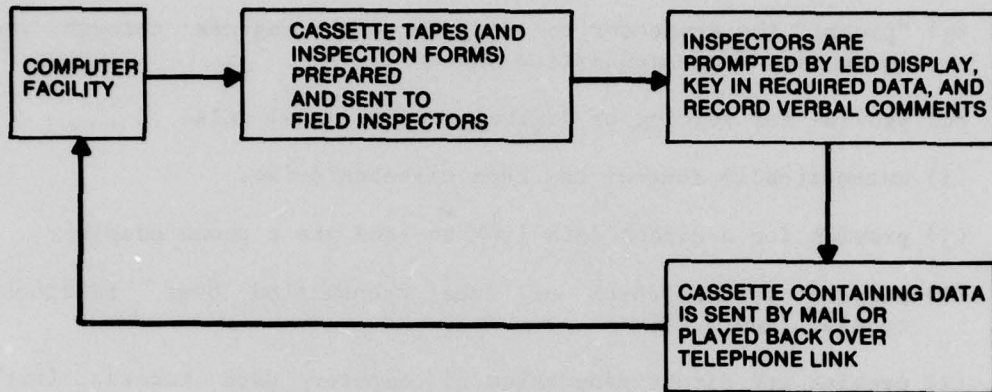 COMPUTER
FACILITY
CASSETTE TAPES (AND
INSPECTION FORMS)
PREPARED
AND SENT TO
FIELD INSPECTORS
INSPECTORS ARE
PROMPTED BY LED DISPLAY,
KEY IN REQUIRED DATA, AND
RECORD VERBAL COMMENTS
CASSETTE CONTAINING DATA
IS SENT BY MAIL OR
PLAYED BACK OVER
TELEPHONE LINK